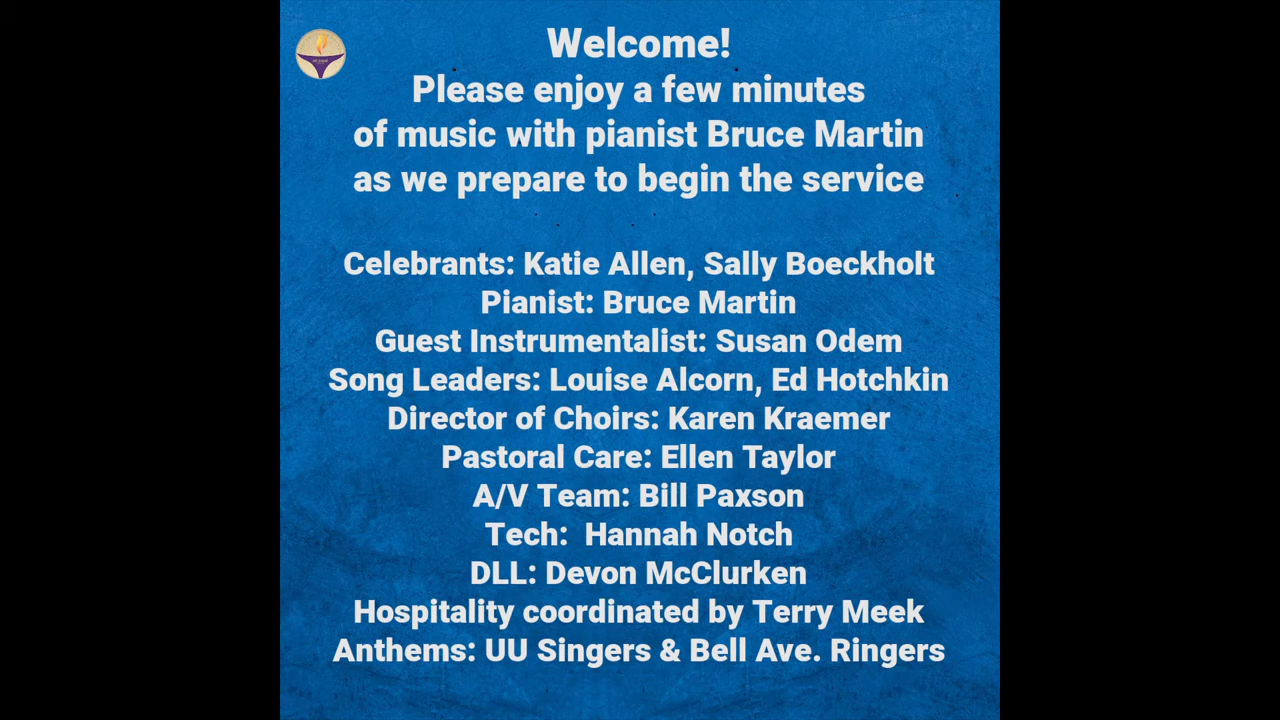 Welcome!
Please enjoy a few minutes
of music with pianist Bruce Martin
as we prepare to begin the service
Celebrants: Katie Allen, Sally Boeckholt
Pianist: Bruce Martin
Guest Instrumentalist: Susan Odem
Song Leaders: Louise Alcorn, Ed Hotchkin
Director of Choirs: Karen Kraemer
Pastoral Care: Ellen Taylor
A/V Team: Bill Paxson
Tech:  Hannah Notch
DLL: Devon McClurken
Hospitality coordinated by Terry Meek
Anthems: UU Singers & Bell Ave. Ringers